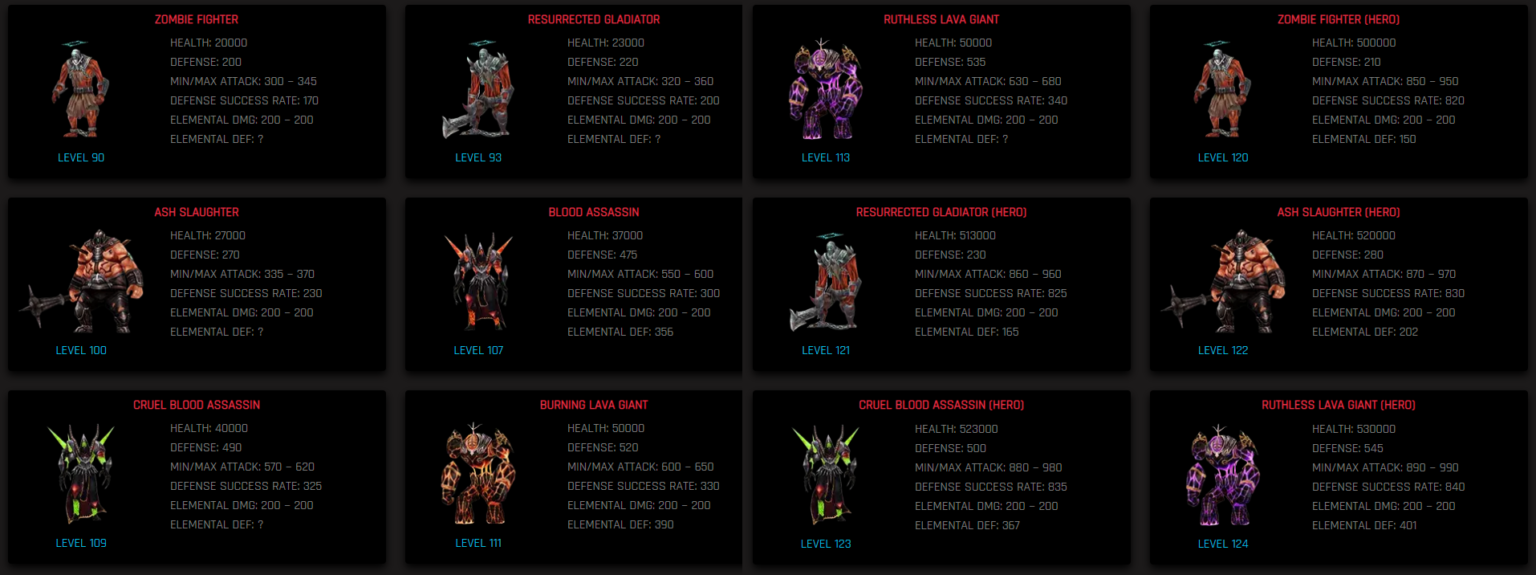 ZOMBIE FIGHTER
HEALTH: 20000
DEFENSE: 200
MIN/MAX ATTACK: 300 – 345
DEFENSE SUCCESS RATE: 170
ELEMENTAL DMG: 200 – 200
ELEMENTAL DEF: ?
LEVEL 90
RESURRECTED GLADIATOR
HEALTH: 23000
DEFENSE: 220
MIN/MAX ATTACK: 320 – 360
DEFENSE SUCCESS RATE: 200
ELEMENTAL DMG: 200 – 200
ELEMENTAL DEF: ?
LEVEL 93
RUTHLESS LAVA GIANT
HEALTH: 50000
DEFENSE: 535
MIN/MAX ATTACK: 630 – 680
DEFENSE SUCCESS RATE: 340
ELEMENTAL DMG: 200 – 200
ELEMENTAL DEF: ?
LEVEL 113
ZOMBIE FIGHTER (HERO)
HEALTH: 500000
DEFENSE: 210
MIN/MAX ATTACK: 850 – 950
DEFENSE SUCCESS RATE: 820
ELEMENTAL DMG: 200 – 200
ELEMENTAL DEF: 150
LEVEL 120
ASH SLAUGHTER
HEALTH: 27000
DEFENSE: 270
MIN/MAX ATTACK: 335 – 370
DEFENSE SUCCESS RATE: 230
ELEMENTAL DMG: 200 – 200
ELEMENTAL DEF: ?
LEVEL 100
BLOOD ASSASSIN
HEALTH: 37000
DEFENSE: 475
MIN/MAX ATTACK: 550 – 600
DEFENSE SUCCESS RATE: 300
ELEMENTAL DMG: 200 – 200
ELEMENTAL DEF: 356
LEVEL 107
RESURRECTED GLADIATOR (HERO)
HEALTH: 513000
DEFENSE: 230
MIN/MAX ATTACK: 860 – 960
DEFENSE SUCCESS RATE: 825
ELEMENTAL DMG: 200 – 200
ELEMENTAL DEF: 165
LEVEL 121
ASH SLAUGHTER (HERO)
HEALTH: 520000
DEFENSE: 280
MIN/MAX ATTACK: 870 – 970
DEFENSE SUCCESS RATE: 830
ELEMENTAL DMG: 200 – 200
ELEMENTAL DEF: 202
LEVEL 122
CRUEL BLOOD ASSASSIN
HEALTH: 40000
DEFENSE: 490
MIN/MAX ATTACK: 570 – 620
DEFENSE SUCCESS RATE: 325
ELEMENTAL DMG: 200 – 200
ELEMENTAL DEF: ?
LEVEL 109
BURNING LAVA GIANT
HEALTH: 50000
DEFENSE: 520
MIN/MAX ATTACK: 600 – 650
DEFENSE SUCCESS RATE: 330
ELEMENTAL DMG: 200 – 200
ELEMENTAL DEF: 390
LEVEL 111
CRUEL BLOOD ASSASSIN (HERO)
HEALTH: 523000
DEFENSE: 500
MIN/MAX ATTACK: 880 – 980
DEFENSE SUCCESS RATE: 835
ELEMENTAL DMG: 200 – 200
ELEMENTAL DEF: 367
LEVEL 123
RUTHLESS LAVA GIANT (HERO)
HEALTH: 530000
DEFENSE: 545
MIN/MAX ATTACK: 890 – 990
DEFENSE SUCCESS RATE: 840
ELEMENTAL DMG: 200 – 200
ELEMENTAL DEF: 401
LEVEL 124